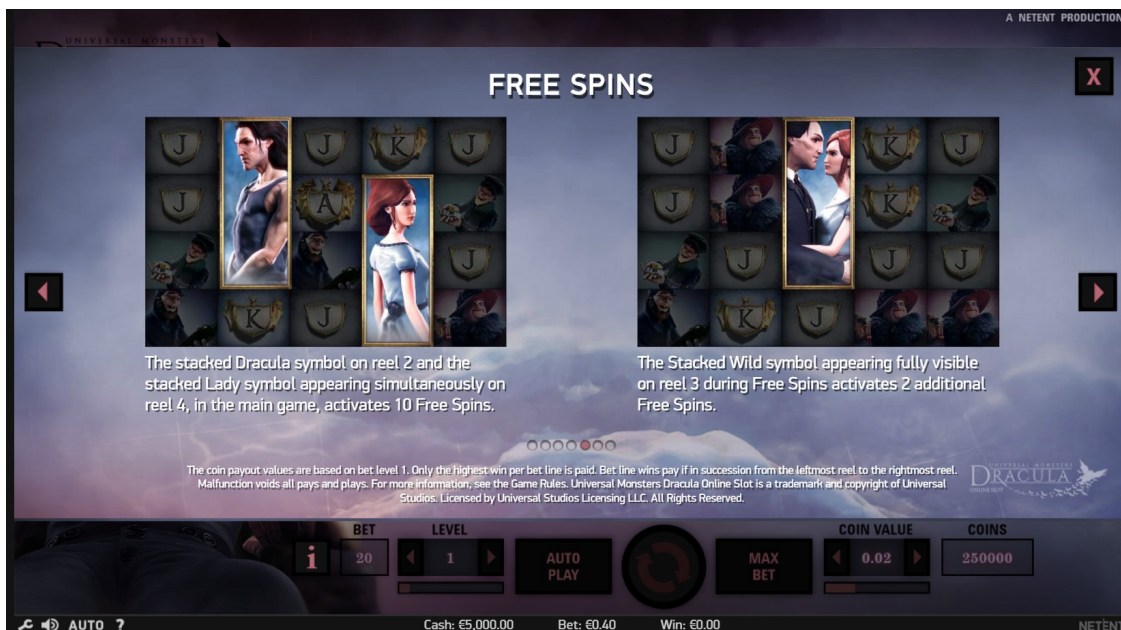 A NETENT PRODUCTION
UNIVERSAL MONSTERS
FREE SPINS
X
J J K J
J A
J
K J
J K J
J K
J J J
K J
The stacked Dracula symbol on reel 2 and the
stacked Lady symbol appearing simultaneously on
reel 4, in the main game, activates 10 Free Spins.
The Stacked Wild symbol appearing fully visible
on reel 3 during Free Spins activates 2 additional
Free Spins.
The coin payout values are based on bet level 1. Only the highest win per bet line is paid. Bet line wins pay if in succession from the leftmost reel to the rightmost reel.
Malfunction voids all pays and plays. For more information, see the Game Rules. Universal Monsters Dracula Online Slot is a trademark and copyright of Universal
Studios. Licensed by Universal Studios Licensing LLC. All Rights Reserved.
UNIVERSAL MONSTERS
DRACULA
ONLINE SLOT
BET LEVEL COIN VALUE COINS
i 20 1 AUTO PLAY MAX BET 0.02 250000
AUTO ? Cash: €5,000.00 Bet: €0.40 Win: €0.00 NETENT